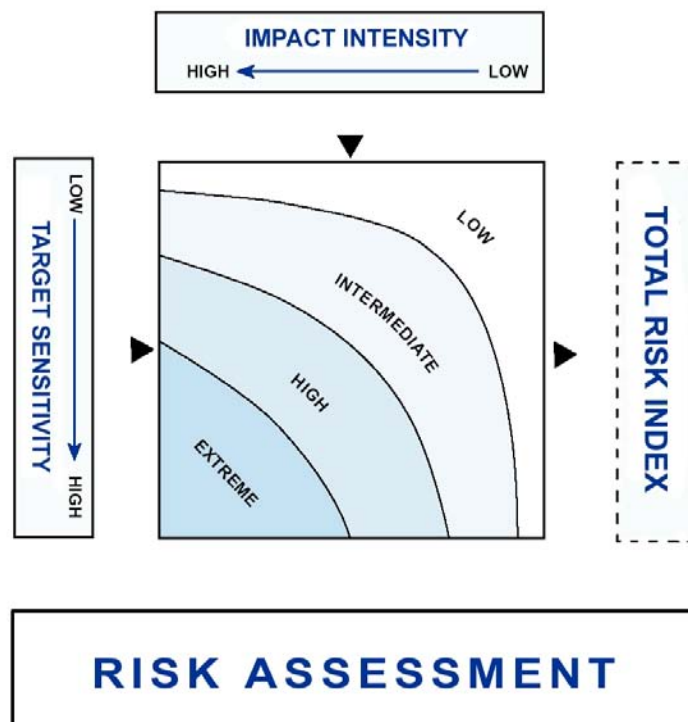 IMPACT INTENSITY
HIGH LOW
LOW
HIGH
TARGET SENSITIVITY
LOW
INTERMEDIATE
HIGH
EXTREME
TOTAL RISK INDEX
RISK ASSESSMENT